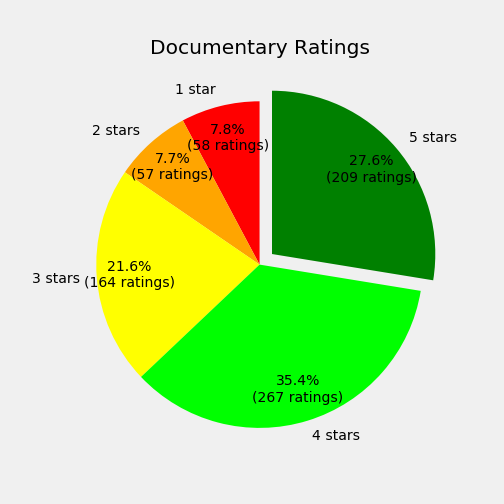 Documentary Ratings
1 star
7.8%
(58 ratings)
2 stars
7.7%
(57 ratings)
3 stars
21.6%
(164 ratings)
4 stars
35.4%
(267 ratings)
5 stars
27.6%
(209 ratings)